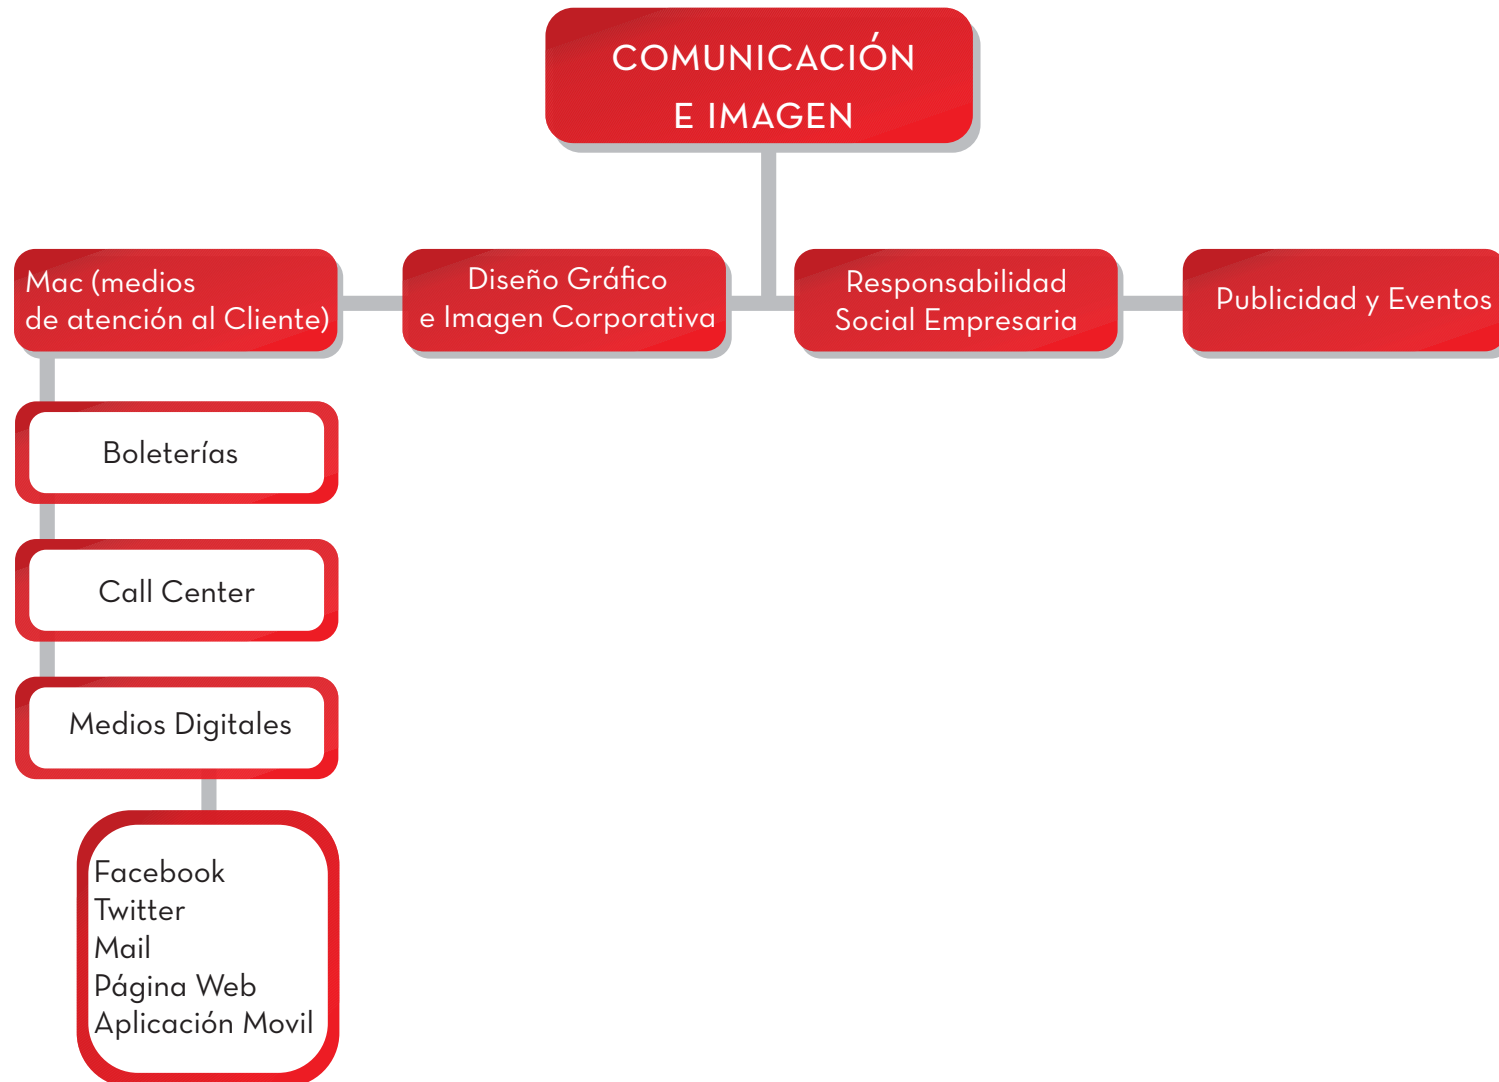 COMUNICACIÓN
E IMAGEN
Mac (medios
de atención al Cliente)
Diseño Gráfico
e Imagen Corporativa
Responsabilidad
Social Empresaria
Publicidad y Eventos
Boleterías
Call Center
Medios Digitales
Facebook
Twitter
Mail
Página Web
Aplicación Movil